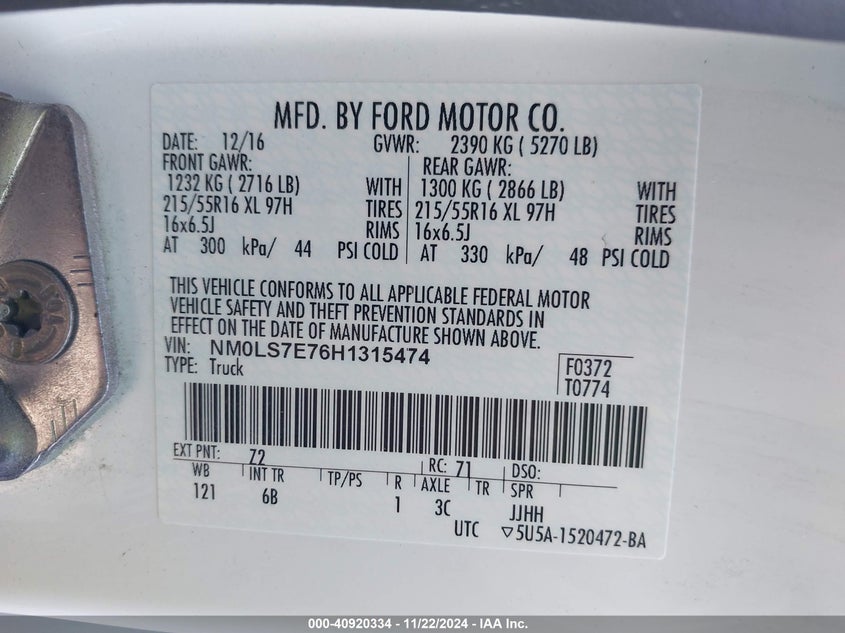 MFD. BY FORD MOTOR CO.
DATE: 12/16 GVWR: 2390 KG ( 5270 LB)
FRONT GAWR: REAR GAWR:
1232 KG ( 2716 LB) WITH 1300 KG ( 2866 LB) WITH
215/55R16 XL 97H TIRES 215/55R16 XL 97H TIRES
16x6.5J RIMS 16x6.5J RIMS
AT 300 kPa/ 44 PSI COLD AT 330 kPa/ 48 PSI COLD
THIS VEHICLE CONFORMS TO ALL APPLICABLE FEDERAL MOTOR
VEHICLE SAFETY AND THEFT PREVENTION STANDARDS IN
EFFECT ON THE DATE OF MANUFACTURE SHOWN ABOVE.
VIN: NM0LS7E76H1315474
TYPE: Truck F0372
T0774
EXT PNT: Z2 RC: 71 DSO:
WB INT TR TP/PS R AXLE TR SPR
121 6B 1 3C JJHH
UTC ▽5U5A-1520472-BA
000-40920334 - 11/22/2024 - IAA Inc.